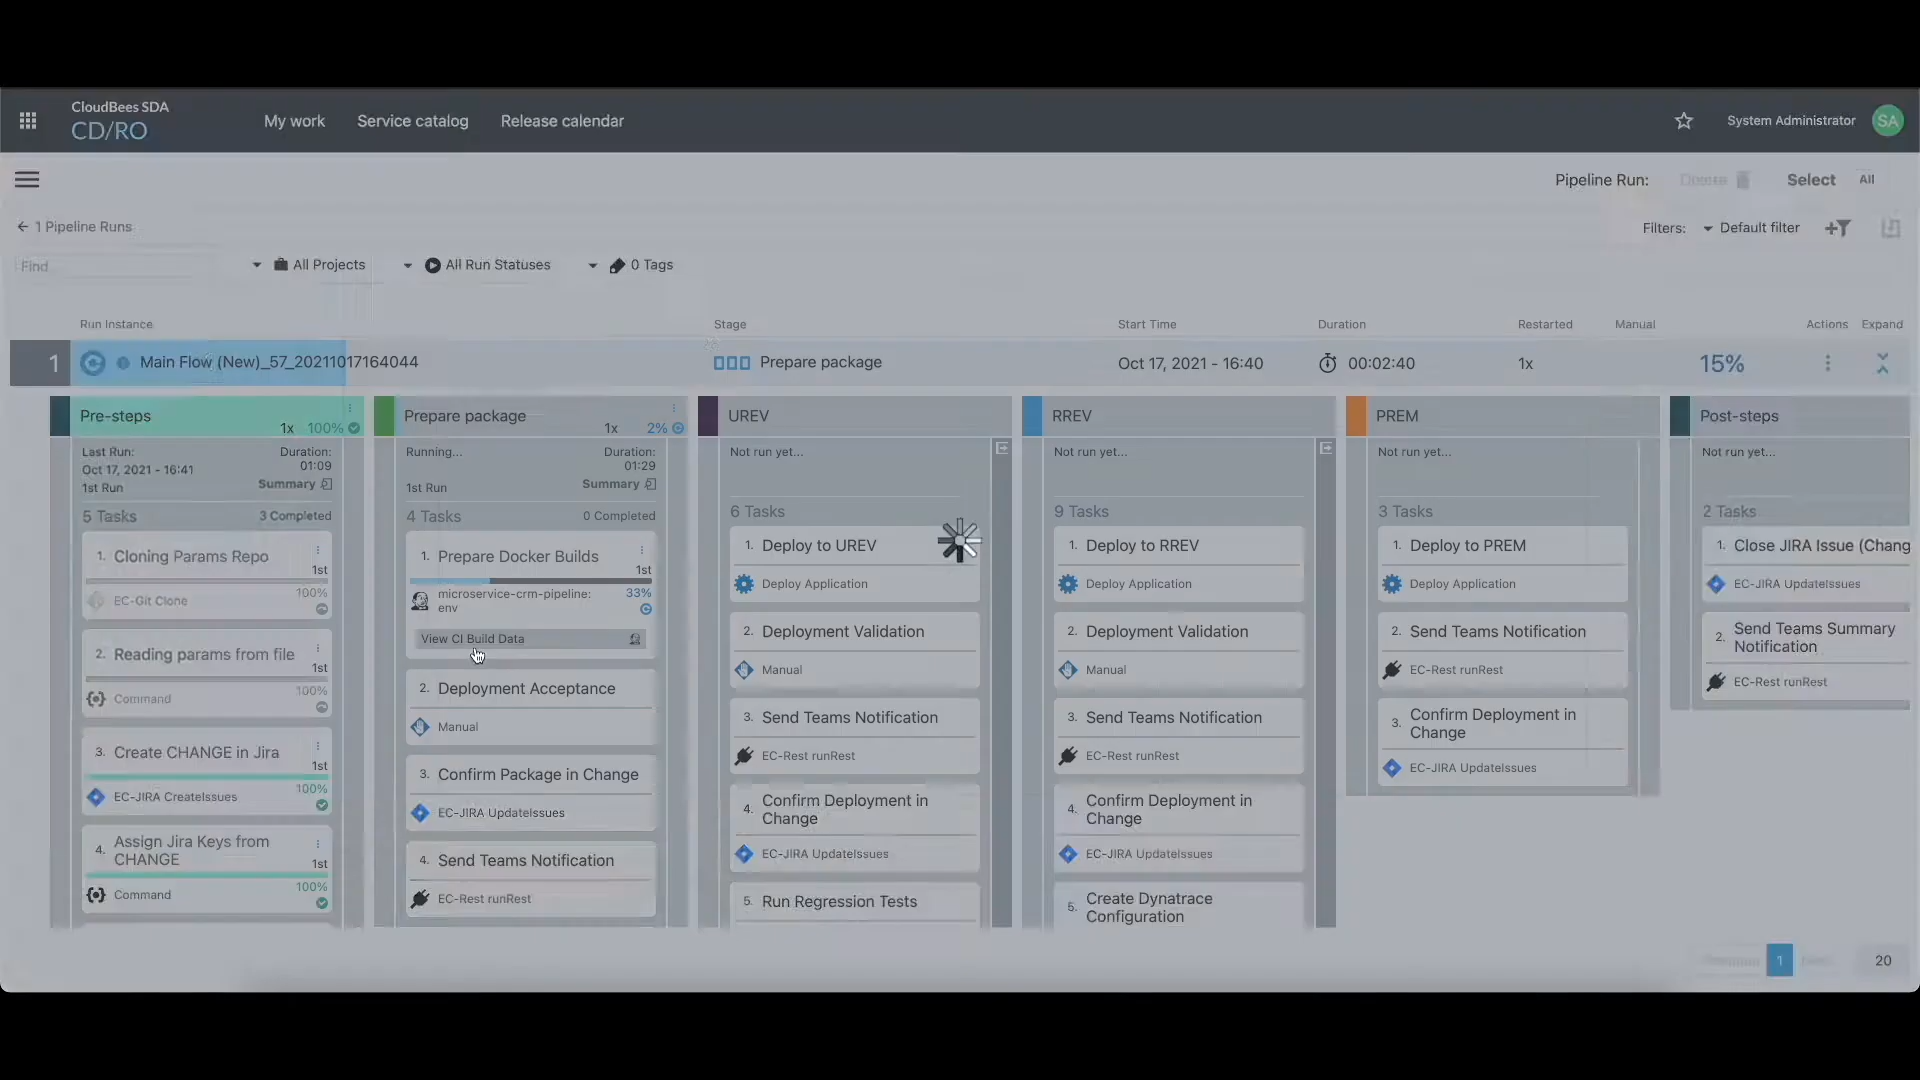 CloudBees SDA
CD/RO
My work
Service catalog
Release calendar
System Administrator
SA
Pipeline Run:
Delete
Select
All
1 Pipeline Runs
Filters:
Default filter
Find
All Projects
All Run Statuses
0 Tags
Run Instance
Stage
Start Time
Duration
Restarted
Manual
Actions
Expand
1
Main Flow (New)_57_20211017164044
Prepare package
Oct 17, 2021 - 16:40
00:02:40
1x
15%
Pre-steps
1x 100%
Last Run:
Oct 17, 2021 - 16:41
1st Run
Duration:
01:09
Summary
5 Tasks
3 Completed
1. Cloning Params Repo
1st
EC-Git Clone
100%
2. Reading params from file
1st
Command
100%
3. Create CHANGE in Jira
1st
EC-JIRA CreateIssues
100%
4. Assign Jira Keys from
CHANGE
1st
Command
100%
Prepare package
1x 2%
Running...
1st Run
Duration:
01:29
Summary
4 Tasks
0 Completed
1. Prepare Docker Builds
1st
microservice-crm-pipeline:
env
33%
View CI Build Data
2. Deployment Acceptance
Manual
3. Confirm Package in Change
EC-JIRA UpdateIssues
4. Send Teams Notification
EC-Rest runRest
UREV
Not run yet...
6 Tasks
1. Deploy to UREV
Deploy Application
2. Deployment Validation
Manual
3. Send Teams Notification
EC-Rest runRest
4. Confirm Deployment in
Change
EC-JIRA UpdateIssues
5. Run Regression Tests
RREV
Not run yet...
9 Tasks
1. Deploy to RREV
Deploy Application
2. Deployment Validation
Manual
3. Send Teams Notification
EC-Rest runRest
4. Confirm Deployment in
Change
EC-JIRA UpdateIssues
5. Create Dynatrace
Configuration
PREM
Not run yet...
3 Tasks
1. Deploy to PREM
Deploy Application
2. Send Teams Notification
EC-Rest runRest
3. Confirm Deployment in
Change
EC-JIRA UpdateIssues
Post-steps
Not run yet...
2 Tasks
1. Close JIRA Issue (Chang
EC-JIRA UpdateIssues
2. Send Teams Summary
Notification
EC-Rest runRest
1
20